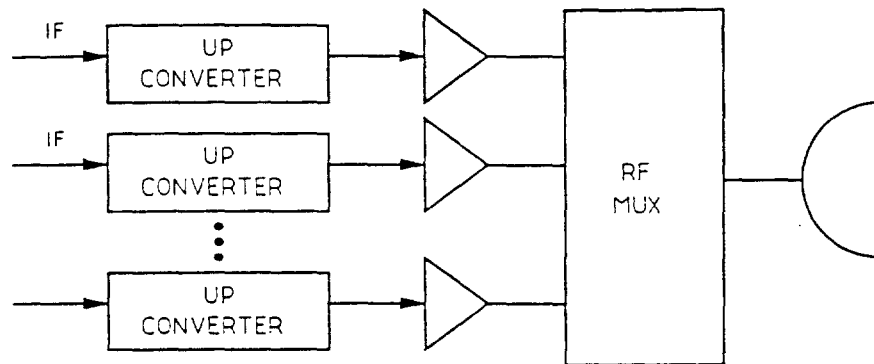 IF
UP
CONVERTER
IF
UP
CONVERTER
UP
CONVERTER
RF
MUX